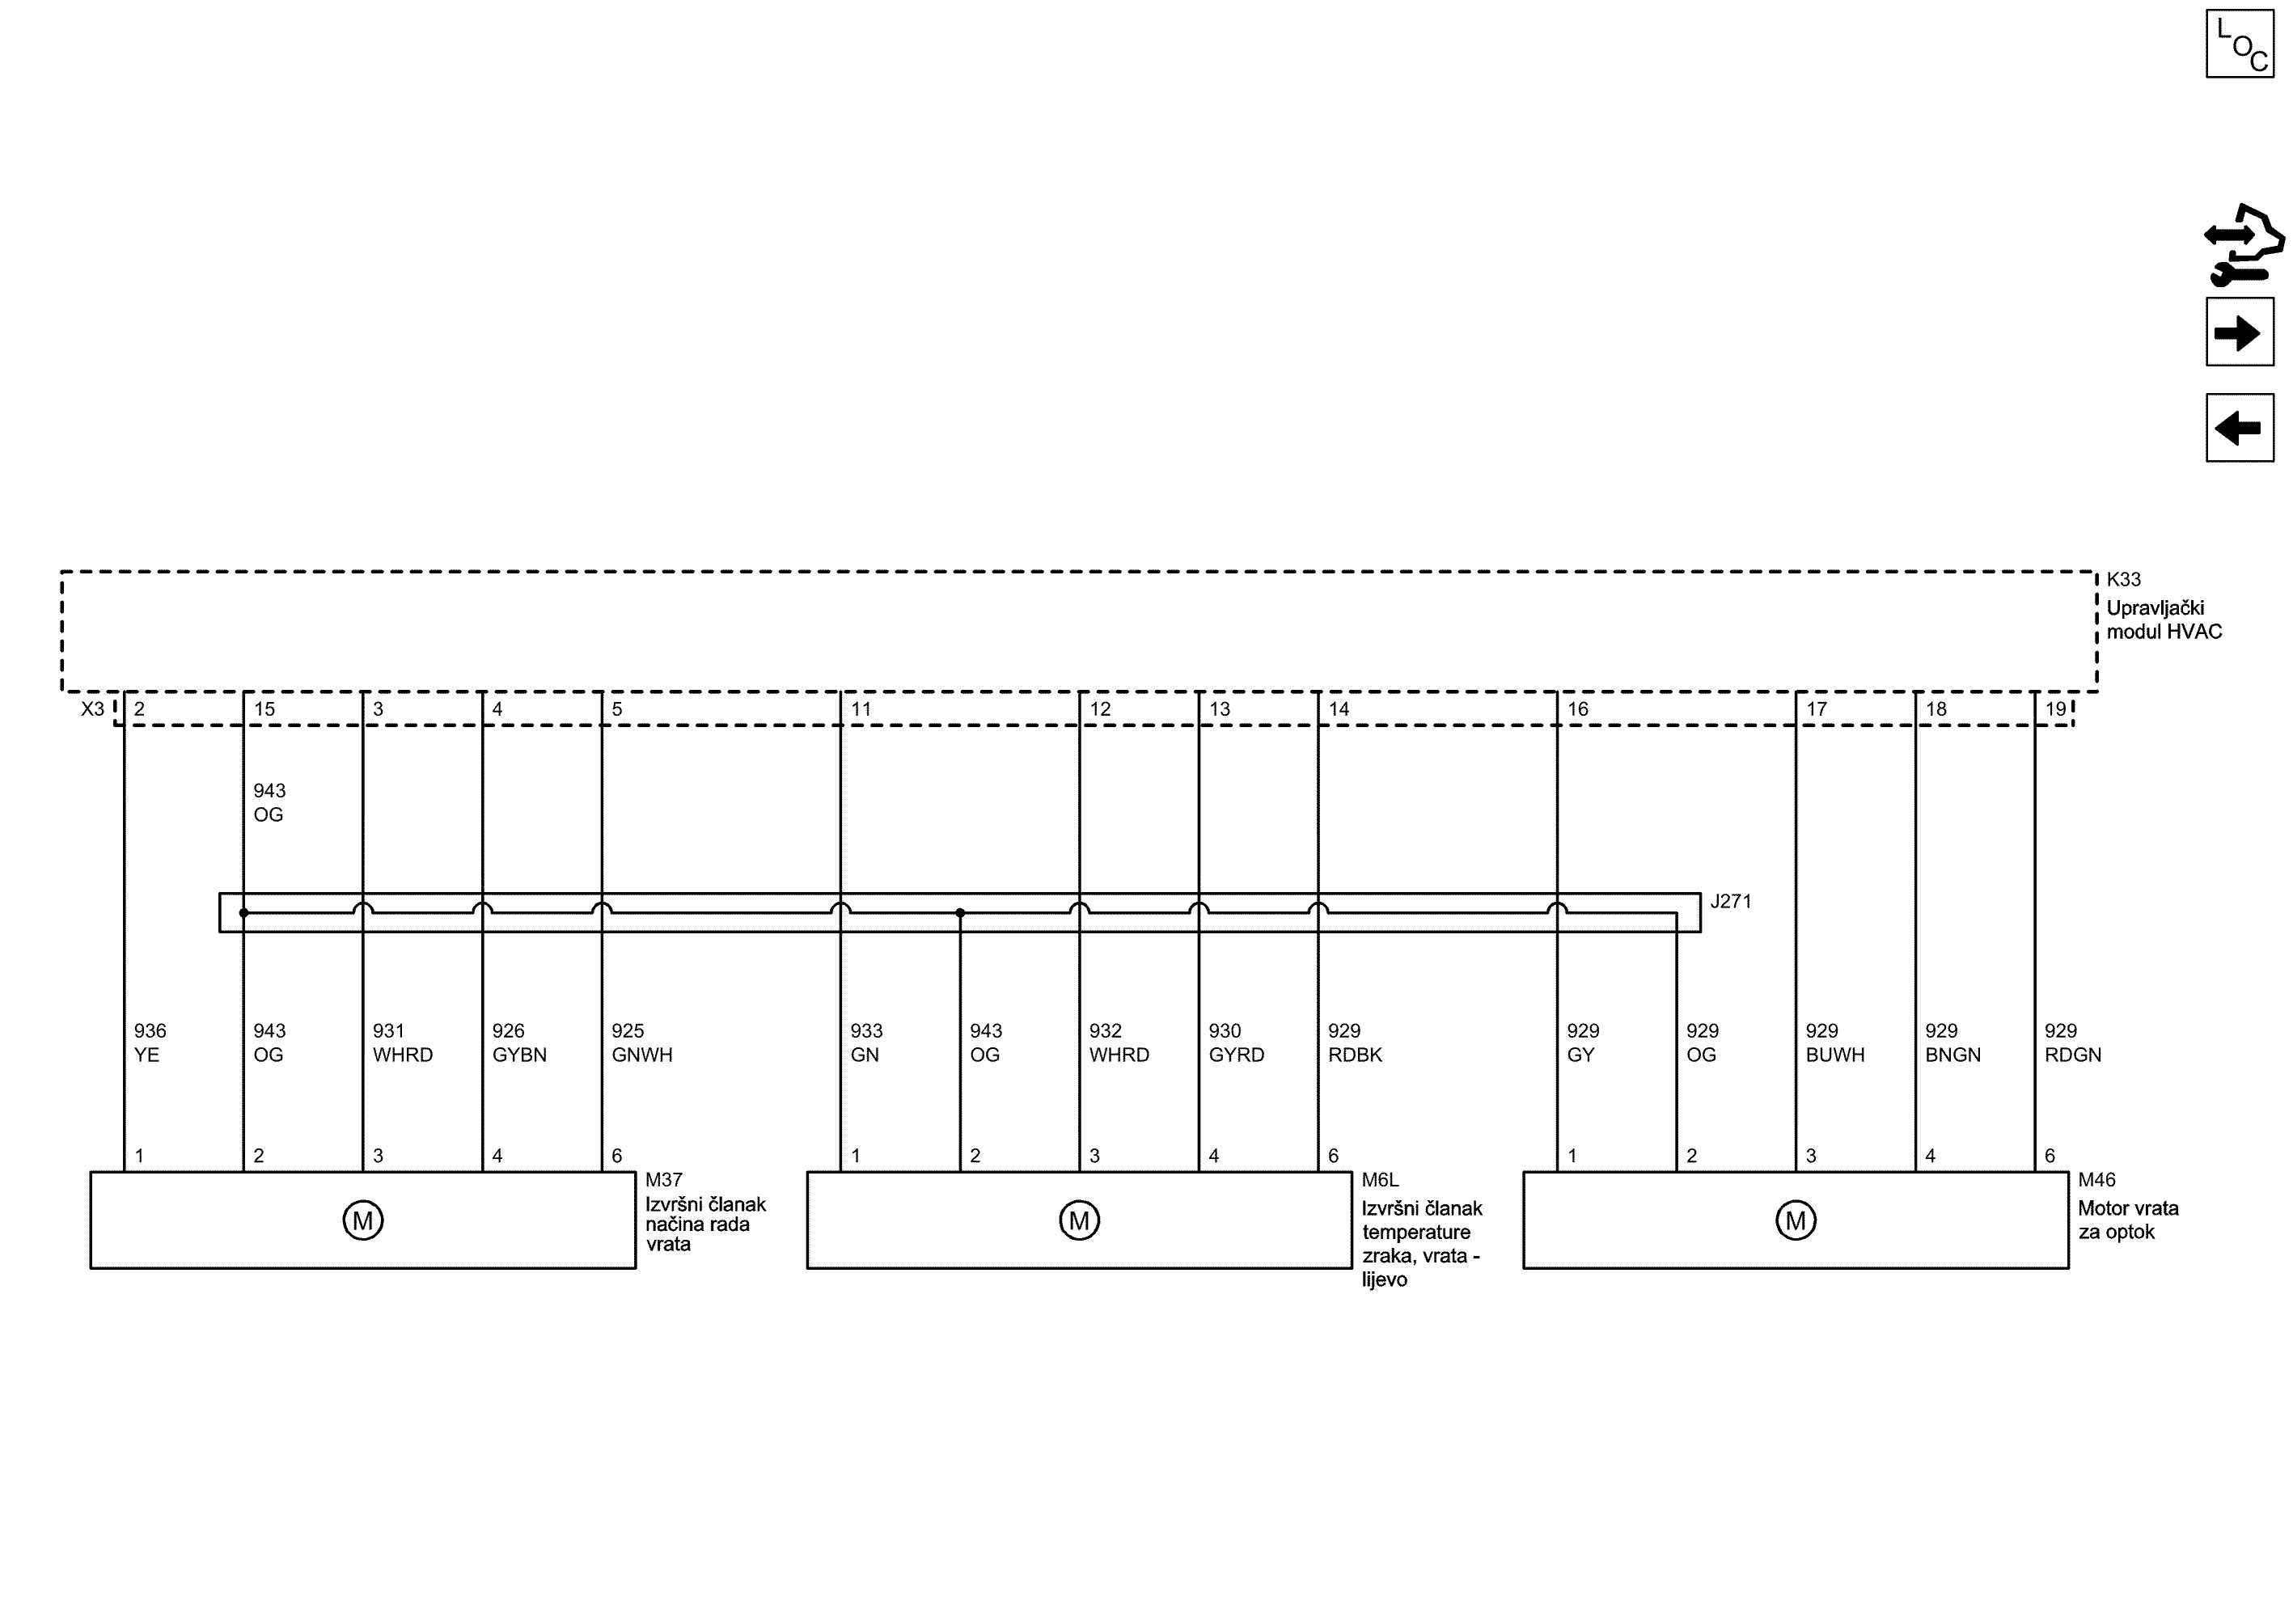 L
O
C
K33
Upravljački
modul HVAC
X3 2 15 3 4 5 11 12 13 14 16 17 18 19
943
OG
J271
936 943 931 926 925 933 943 932 930 929 929 929 929 929 929
YE OG WHRD GYBN GNWH GN OG WHRD GYRD RDBK GY OG BUWH BNGN RDGN
1 2 3 4 6 1 2 3 4 6 1 2 3 4 6
M37
Izvršni članak
načina rada
vrata
M
M6L
Izvršni članak
temperature
zraka, vrata -
lijevo
M
M46
Motor vrata
za optok
M